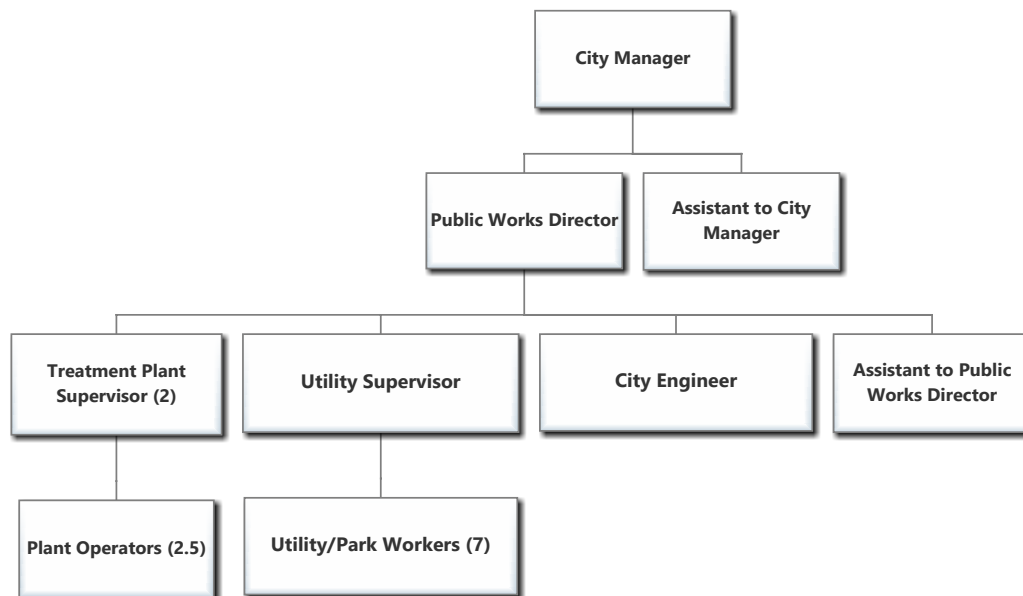 City Manager
Public Works Director
Assistant to City
Manager
Treatment Plant
Supervisor (2)
Utility Supervisor
City Engineer
Assistant to Public
Works Director
Plant Operators (2.5)
Utility/Park Workers (7)